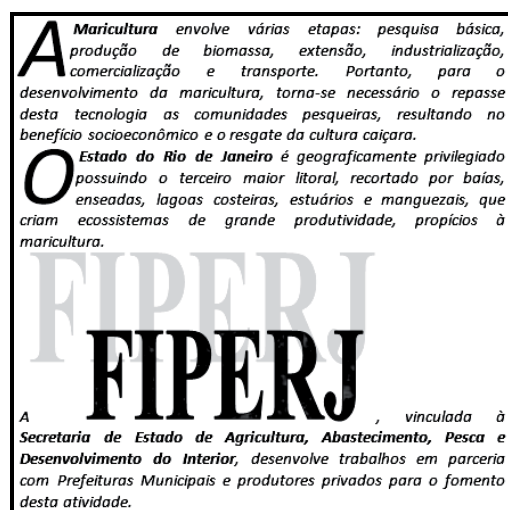 A Maricultura envolve várias etapas: pesquisa básica,
produção de biomassa, extensão, industrialização,
comercialização e transporte. Portanto, para o
desenvolvimento da maricultura, torna-se necessário o repasse
desta tecnologia as comunidades pesqueiras, resultando no
benefício socioeconômico e o resgate da cultura caiçara.
O Estado do Rio de Janeiro é geograficamente privilegiado
possuindo o terceiro maior litoral, recortado por baías,
enseadas, lagoas costeiras, estuários e manguezais, que
criam ecossistemas de grande produtividade, propícios à
maricultura.
FIPERJ
A FIPERJ, vinculada à
Secretaria de Estado de Agricultura, Abastecimento, Pesca e
Desenvolvimento do Interior, desenvolve trabalhos em parceria
com Prefeituras Municipais e produtores privados para o fomento
desta atividade.